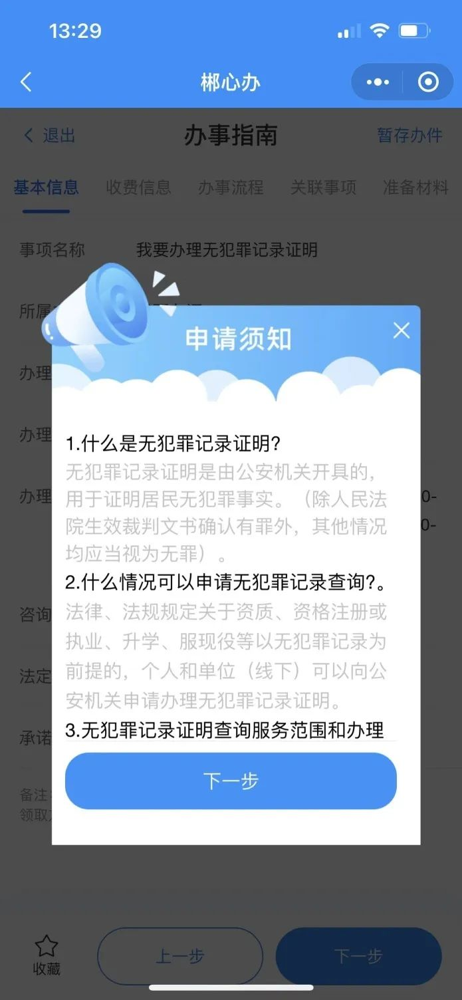 13:29
郴心办
退出
办事指南
暂存办件
基本信息 收费信息 办事流程 关联事项 准备材料
事项名称 我要办理无犯罪记录证明
所属
申请须知
办理
1.什么是无犯罪记录证明?
办理
无犯罪记录证明是由公安机关开具的，
用于证明居民无犯罪事实。（除人民法
办理
0-
院生效裁判文书确认有罪外，其他情况
0-
均应当视为无罪）。
2.什么情况可以申请无犯罪记录查询?。
咨询
法律、法规规定关于资质、资格注册或
执业、升学、服现役等以无犯罪记录为
法定
前提的，个人和单位（线下）可以向公
安机关申请办理无犯罪记录证明。
承诺
3.无犯罪记录证明查询服务范围和办理
下一步
备注:
领取
收藏
上一步
下一步